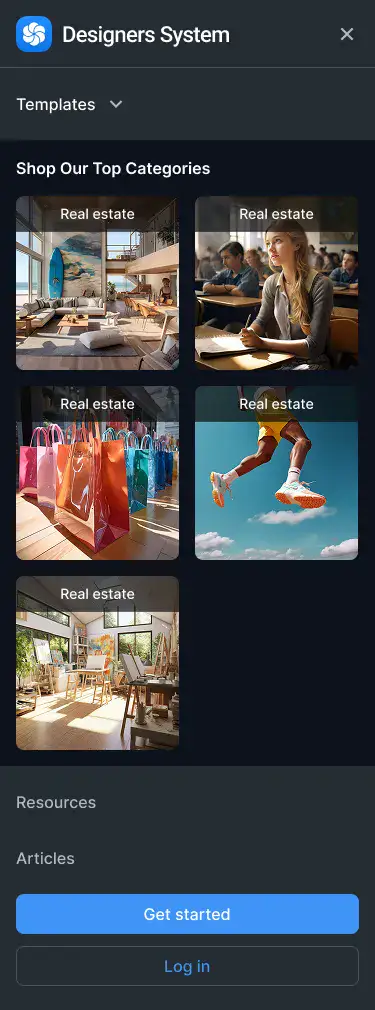 Designers System
Templates
Shop Our Top Categories
Real estate
Real estate
Real estate
Real estate
Real estate
Resources
Articles
Get started
Log in